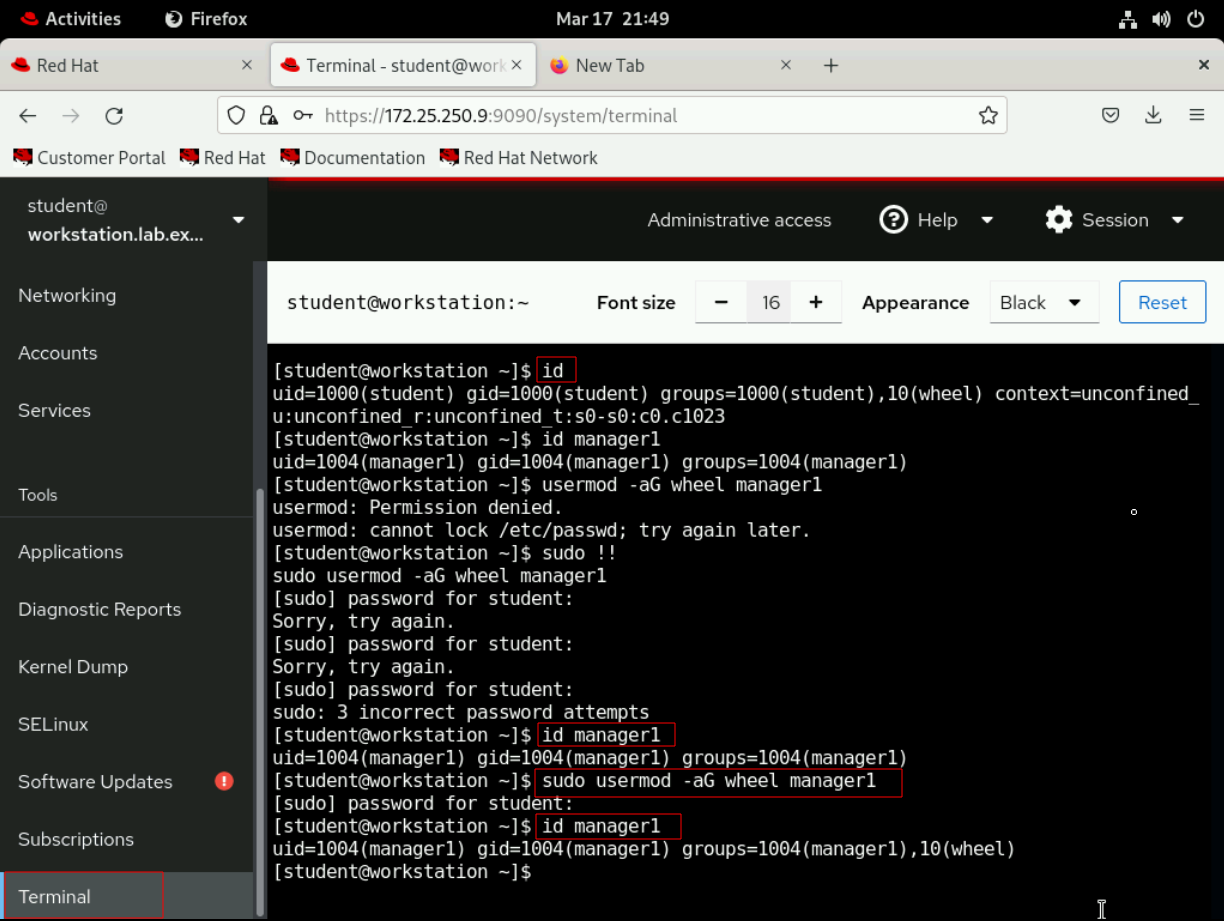 Activities Firefox Mar 17 21:49
Red Hat
Terminal - student@work
New Tab
https://172.25.250.9:9090/system/terminal
Customer Portal Red Hat Documentation Red Hat Network
student@
workstation.lab.ex...
Administrative access Help Session
Networking
Accounts
Services
Tools
Applications
Diagnostic Reports
Kernel Dump
SELinux
Software Updates
Subscriptions
Terminal
student@workstation:~ Font size − 16 + Appearance Black Reset
[student@workstation ~]$ id
uid=1000(student) gid=1000(student) groups=1000(student),10(wheel) context=unconfined_
u:unconfined_r:unconfined_t:s0-s0:c0.c1023
[student@workstation ~]$ id manager1
uid=1004(manager1) gid=1004(manager1) groups=1004(manager1)
[student@workstation ~]$ usermod -aG wheel manager1
usermod: Permission denied.
usermod: cannot lock /etc/passwd; try again later.
[student@workstation ~]$ sudo !!
sudo usermod -aG wheel manager1
[sudo] password for student:
Sorry, try again.
[sudo] password for student:
Sorry, try again.
[sudo] password for student:
sudo: 3 incorrect password attempts
[student@workstation ~]$ id manager1
uid=1004(manager1) gid=1004(manager1) groups=1004(manager1)
[student@workstation ~]$ sudo usermod -aG wheel manager1
[sudo] password for student:
[student@workstation ~]$ id manager1
uid=1004(manager1) gid=1004(manager1) groups=1004(manager1),10(wheel)
[student@workstation ~]$